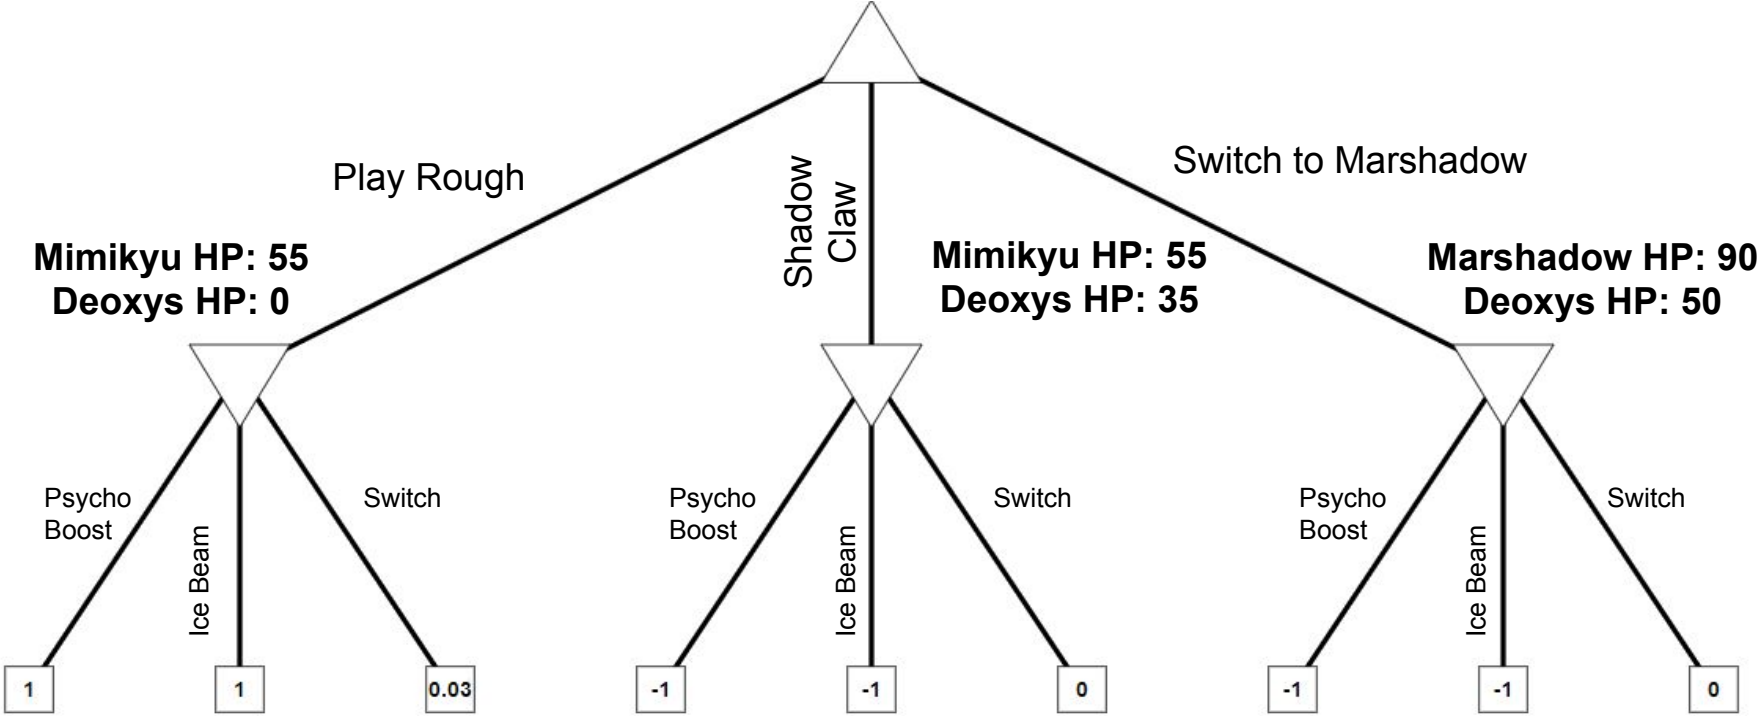 Play Rough
Shadow
Claw
Switch to Marshadow
Mimikyu HP: 55
Deoxys HP: 0
Mimikyu HP: 55
Deoxys HP: 35
Marshadow HP: 90
Deoxys HP: 50
Psycho
Boost
Ice Beam
Switch
Psycho
Boost
Ice Beam
Switch
Psycho
Boost
Ice Beam
Switch
1
1
0.03
-1
-1
0
-1
-1
0